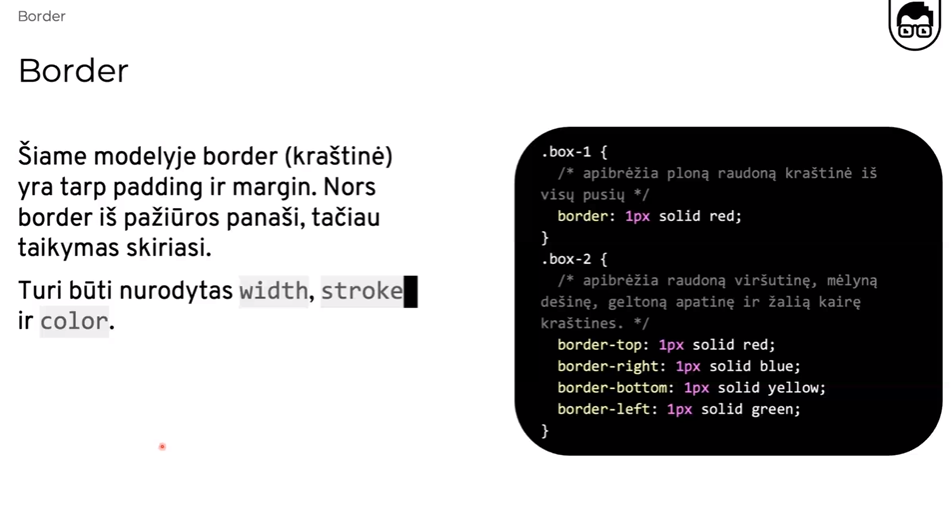 Border
Border
Šiame modelyje border (kraštinė)
yra tarp padding ir margin. Nors
border iš pažiūros panaši, tačiau
taikymas skiriasi.
Turi būti nurodytas width, stroke
ir color.
.box-1 {
/* apibrėžia ploną raudoną kraštinė iš
visų pusių */
border: 1px solid red;
}
.box-2 {
/* apibrėžia raudoną viršutinę, mėlyną
dešinę, geltoną apatinę ir žalią kairę
kraštines. */
border-top: 1px solid red;
border-right: 1px solid blue;
border-bottom: 1px solid yellow;
border-left: 1px solid green;
}